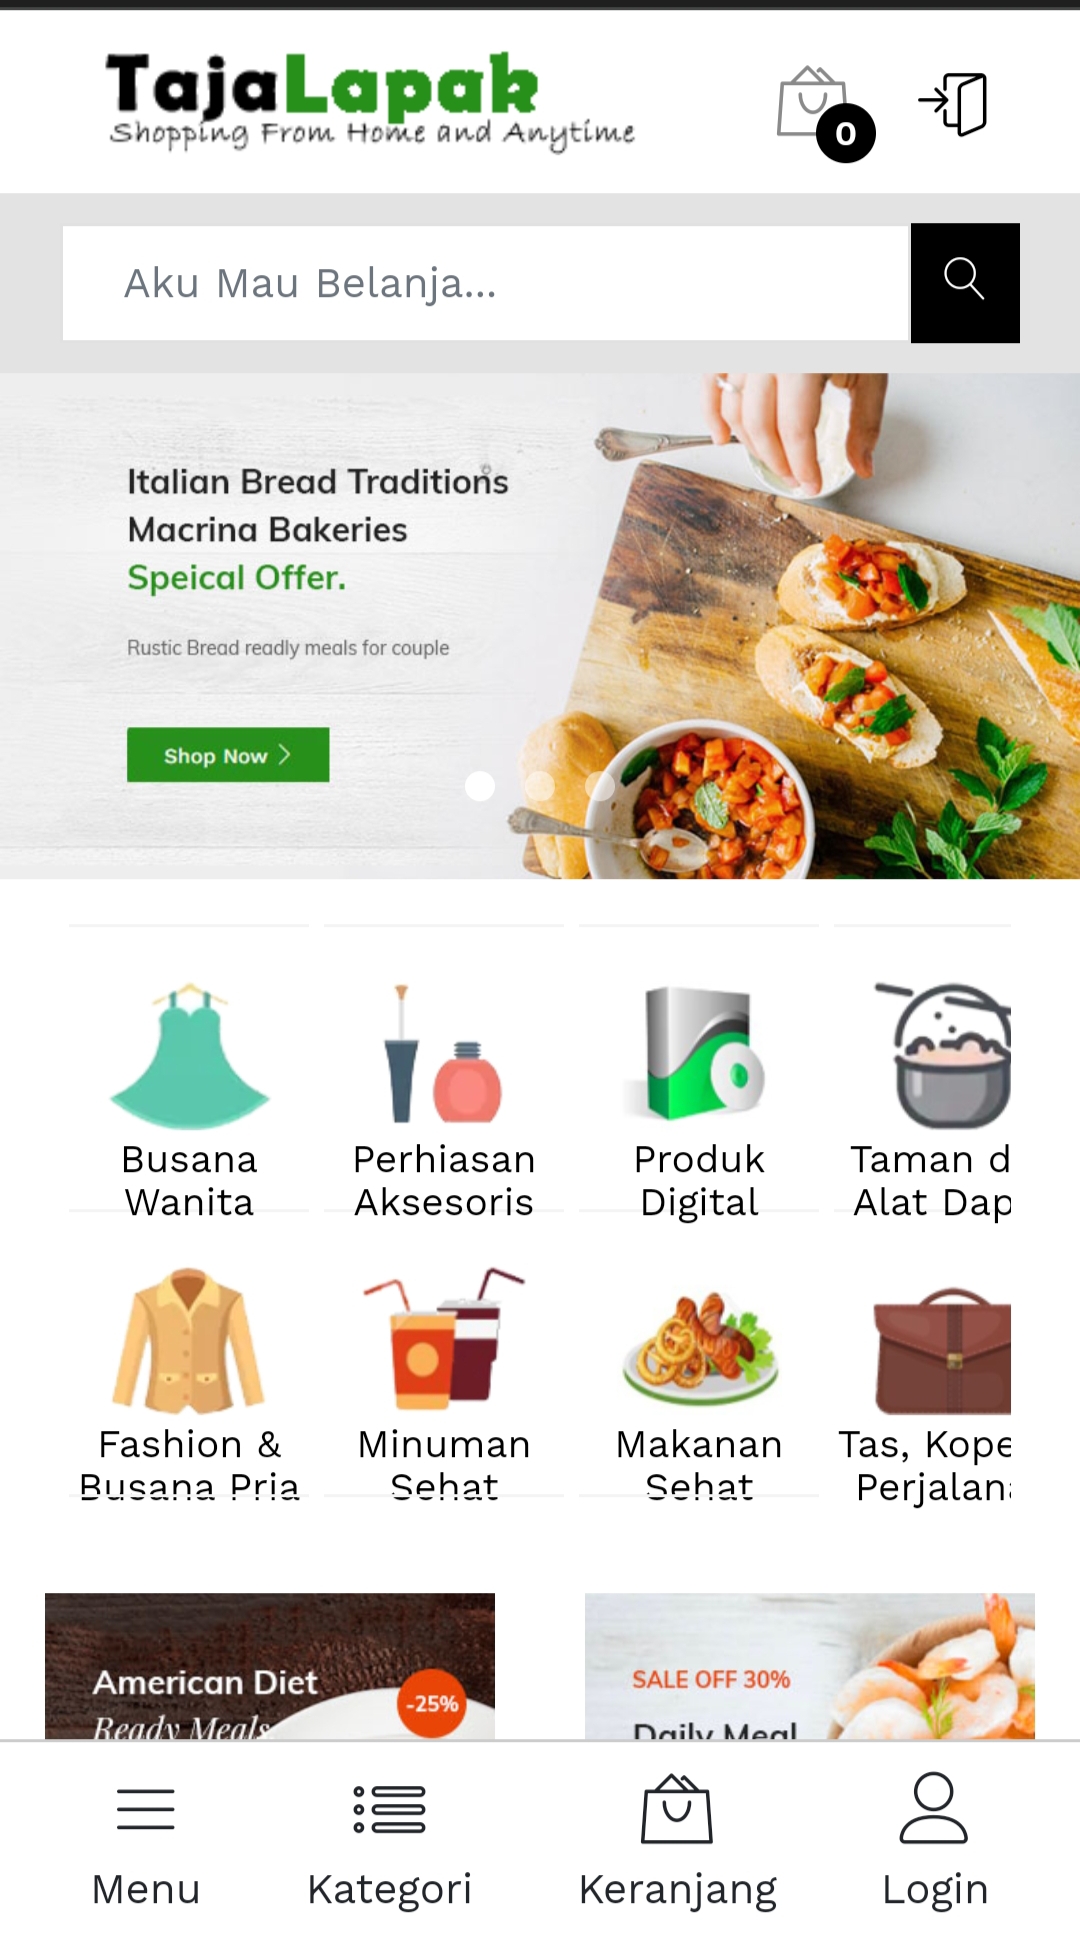 TajaLapak
Shopping From Home and Anytime
0
Aku Mau Belanja...
Italian Bread Traditions
Macrina Bakeries
Speical Offer.
Rustic Bread readly meals for couple
Shop Now
Busana
Wanita
Perhiasan
Aksesoris
Produk
Digital
Taman d
Alat Dap
Fashion &
Busana Pria
Minuman
Sehat
Makanan
Sehat
Tas, Kope
Perjalana
American Diet
Ready Meals
-25%
SALE OFF 30%
Daily Meal
Menu
Kategori
Keranjang
Login